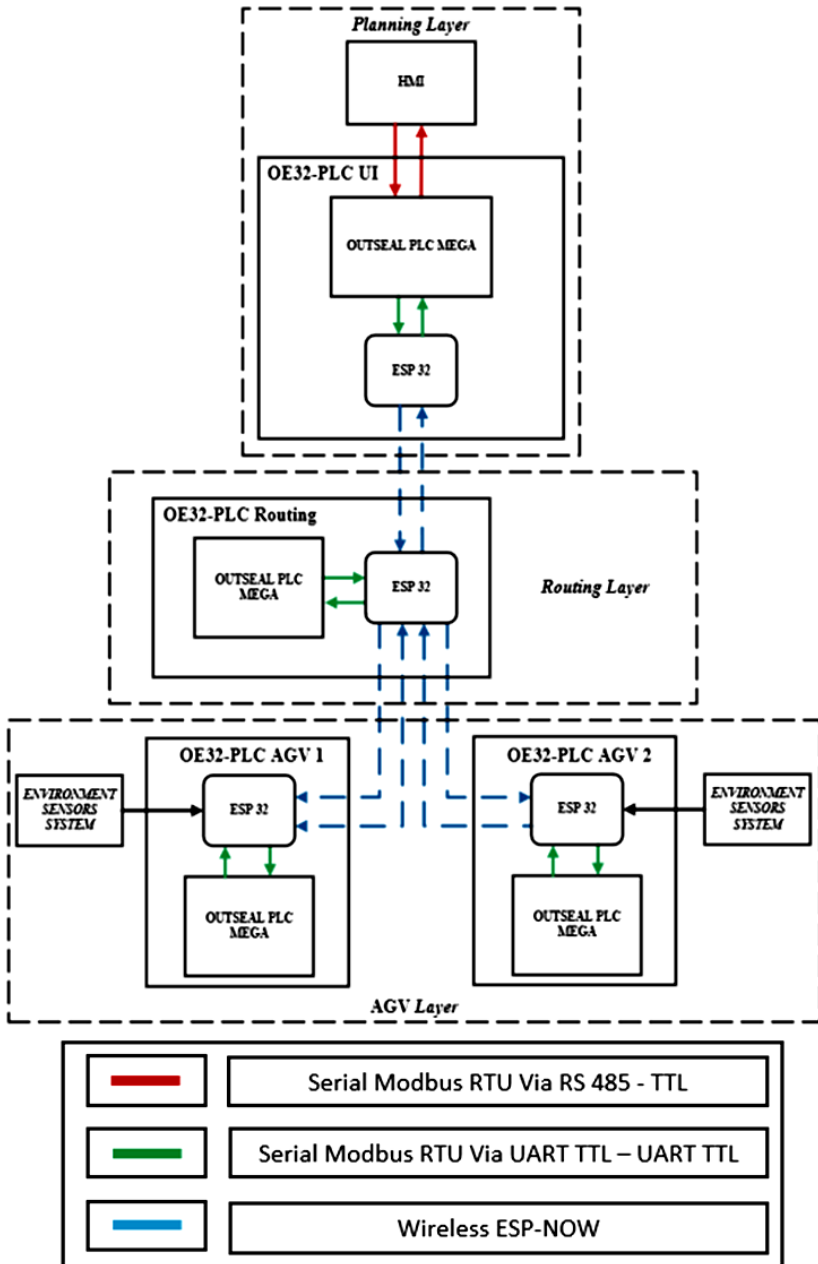 Planning Layer
HMI
OE32-PLC UI
OUTSEAL PLC MEGA
ESP 32
OE32-PLC Routing
OUTSEAL PLC
MEGA
ESP 32
Routing Layer
OE32-PLC AGV 1
OE32-PLC AGV 2
ENVIRONMENT
SENSORS
SYSTEM
ESP 32
ESP 32
ENVIRONMENT
SENSORS
SYSTEM
OUTSEAL PLC
MEGA
OUTSEAL PLC
MEGA
AGV Layer
Serial Modbus RTU Via RS 485 - TTL
Serial Modbus RTU Via UART TTL – UART TTL
Wireless ESP-NOW